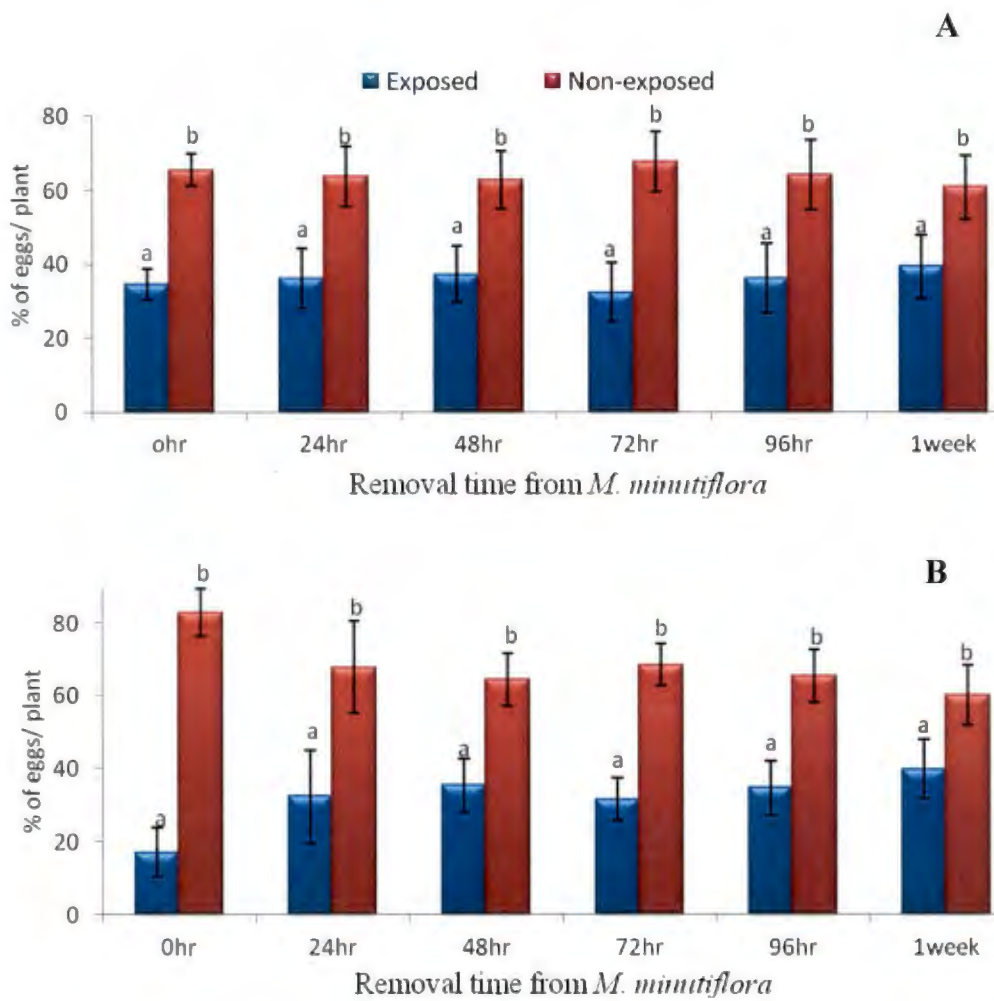 A
Exposed Non-exposed
80
60
40
20
0
% of eggs/ plant
a b a b a b a b a b a b
ohr 24hr 48hr 72hr 96hr 1week
Removal time from M. minutiflora
B
80
60
40
20
0
% of eggs/ plant
a b a b a b a b a b a b
0hr 24hr 48hr 72hr 96hr 1week
Removal time from M. minutiflora